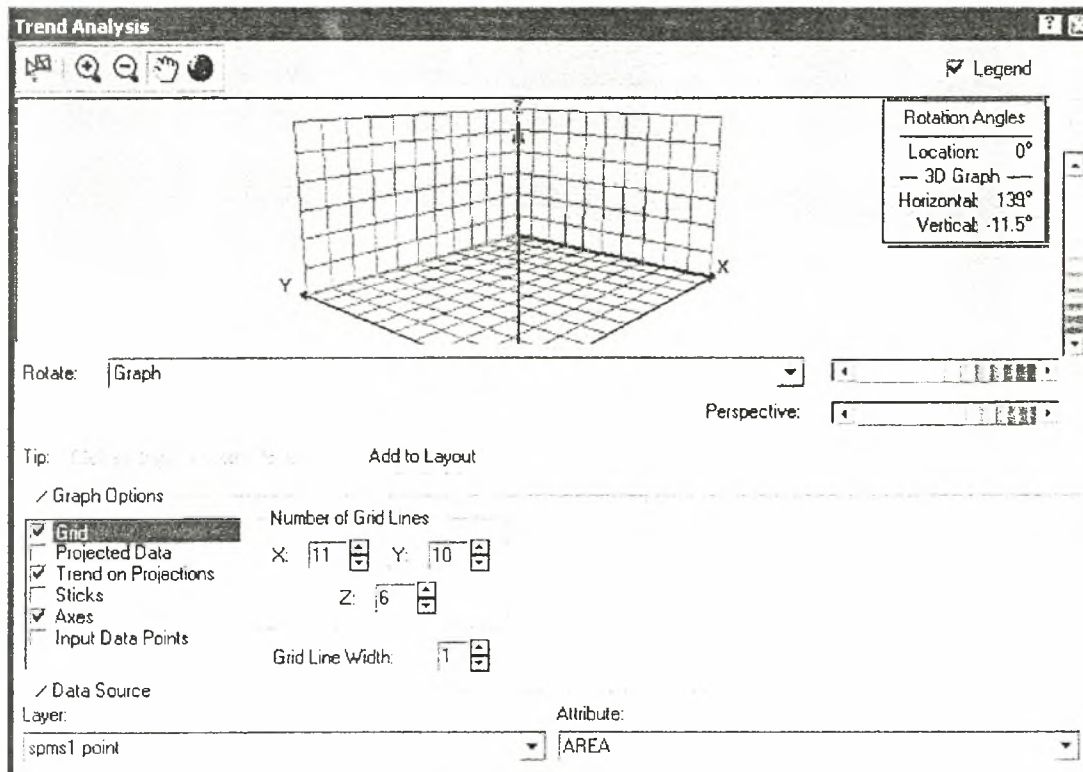 Trend Analysis
Legend
Z
Rotation Angles
Location: 0°
3D Graph
Horizontal: 139°
Vertical: -11.5°
X
Y
Rotate: Graph
Perspective:
Tip: Add to Layout
Graph Options
Grid
Projected Data
Trend on Projections
Sticks
Axes
Input Data Points
Number of Grid Lines
X: 11 Y: 10
Z: 6
Grid Line Width: 1
Data Source
Layer: Attribute:
spms1 point AREA